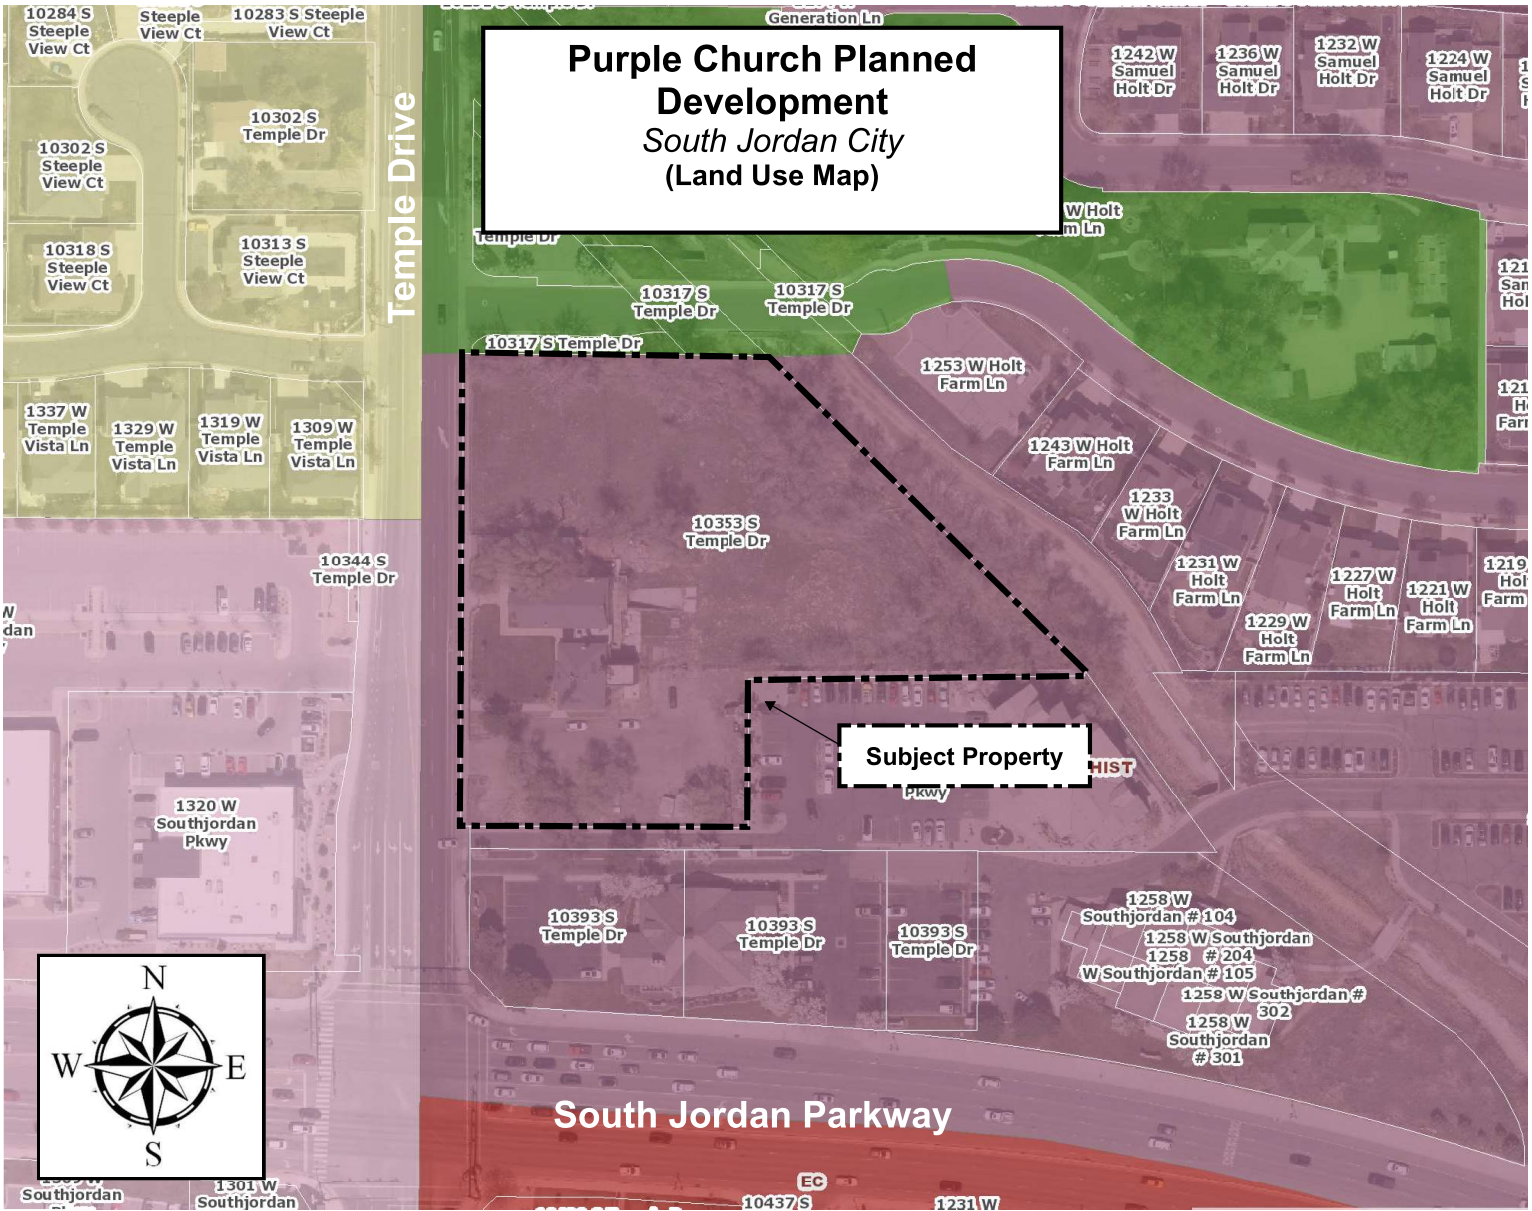 10284 S
Steeple
View Ct
Steeple
View Ct
10283 S Steeple
View Ct
Generation Ln
Purple Church Planned
Development
South Jordan City
(Land Use Map)
1242 W
Samuel
Holt Dr
1236 W
Samuel
Holt Dr
1232 W
Samuel
Holt Dr
1224 W
Samuel
Holt Dr
10302 S
Temple Dr
10302 S
Steeple
View Ct
Temple Drive
10318 S
Steeple
View Ct
10313 S
Steeple
View Ct
Temple Dr
W Holt
Ln
10317 S
Temple Dr
10317 S
Temple Dr
10317 S Temple Dr
1253 W Holt
Farm Ln
1337 W
Temple
Vista Ln
1329 W
Temple
Vista Ln
1319 W
Temple
Vista Ln
1309 W
Temple
Vista Ln
1243 W Holt
Farm Ln
1233
W Holt
Farm Ln
10353 S
Temple Dr
10344 S
Temple Dr
1231 W
Holt
Farm Ln
1229 W
Holt
Farm Ln
1227 W
Holt
Farm Ln
1221 W
Holt
Farm Ln
1219
Farm
Subject Property
HIST
Pkwy
1320 W
Southjordan
Pkwy
10393 S
Temple Dr
10393 S
Temple Dr
10393 S
Temple Dr
1258 W
Southjordan # 104
1258 W Southjordan
1258 # 204
W Southjordan # 105
1258 W Southjordan #
302
1258 W
Southjordan
# 301
N
W E
S
South Jordan Parkway
EC
Southjordan
1301 W
Southjordan
10437 S
1231 W